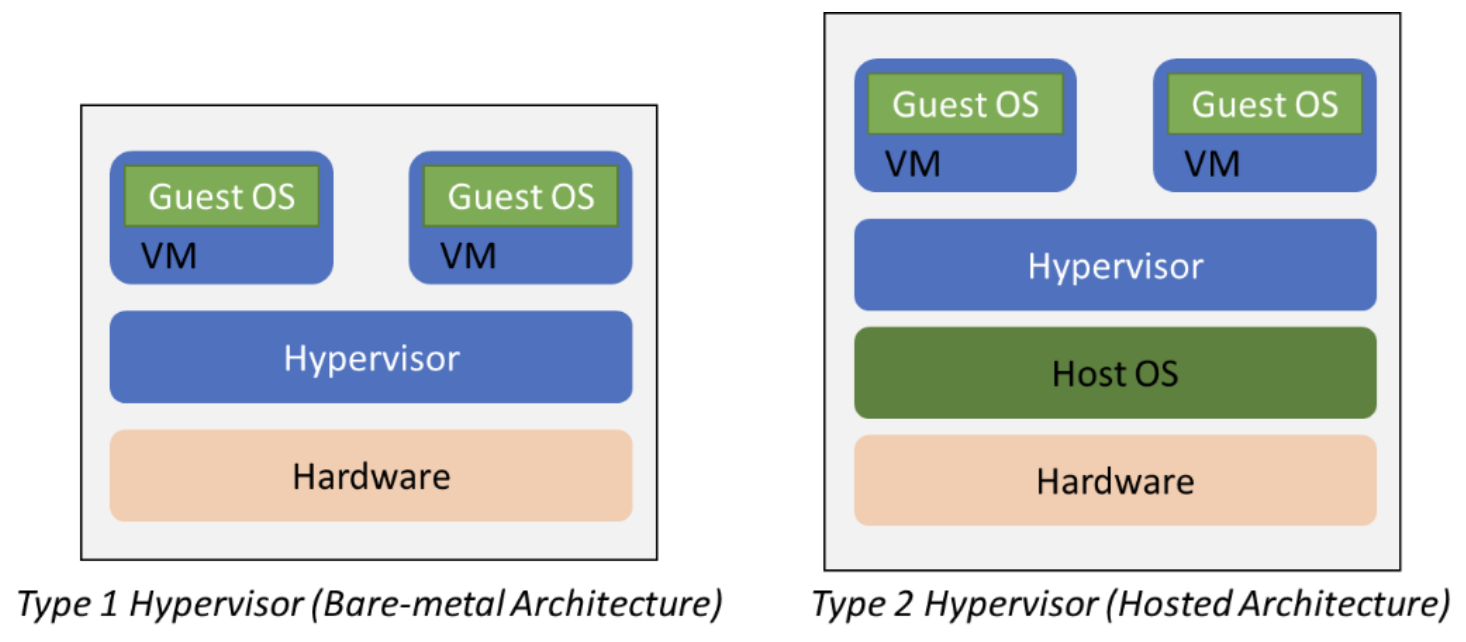 Guest OS
VM
Guest OS
VM
Hypervisor
Hardware
Type 1 Hypervisor (Bare-metal Architecture)
Guest OS
VM
Guest OS
VM
Hypervisor
Host OS
Hardware
Type 2 Hypervisor (Hosted Architecture)